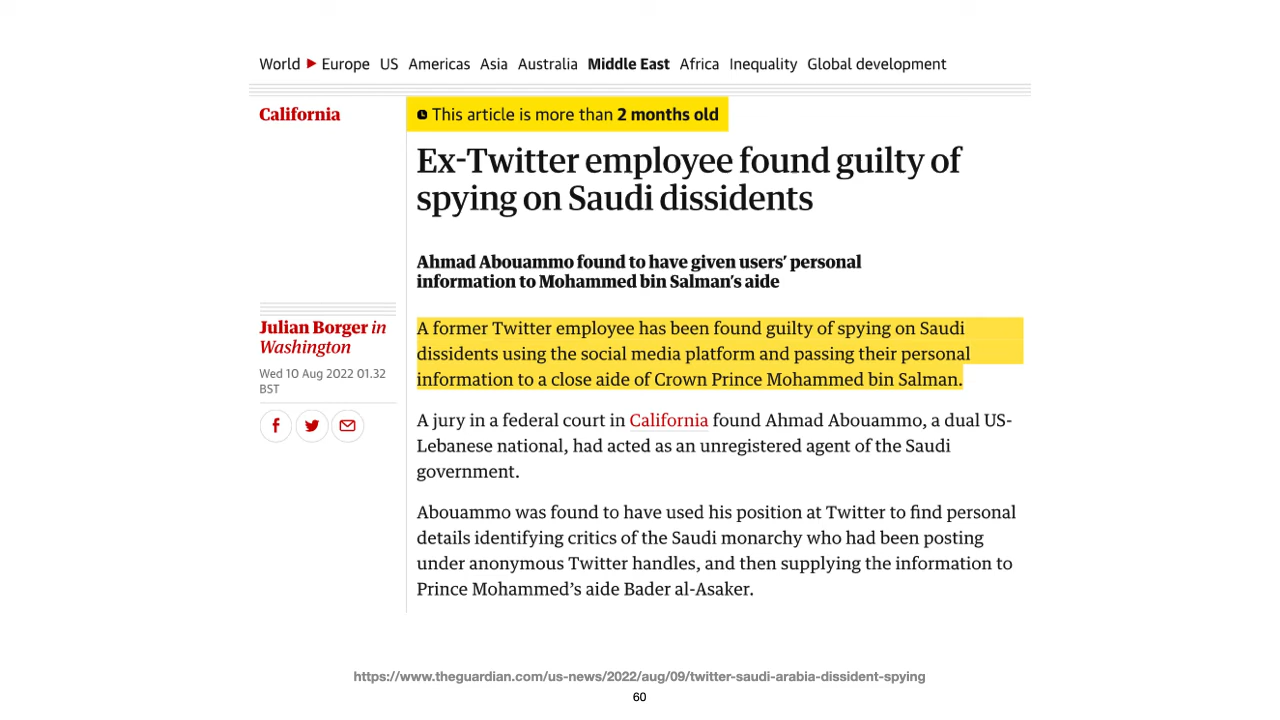 World Europe US Americas Asia Australia Middle East Africa Inequality Global development
California
This article is more than 2 months old
Ex-Twitter employee found guilty of
spying on Saudi dissidents
Ahmad Abouammo found to have given users’ personal
information to Mohammed bin Salman’s aide
Julian Borger in
Washington
Wed 10 Aug 2022 01.32
BST
A former Twitter employee has been found guilty of spying on Saudi
dissidents using the social media platform and passing their personal
information to a close aide of Crown Prince Mohammed bin Salman.
A jury in a federal court in California found Ahmad Abouammo, a dual US-
Lebanese national, had acted as an unregistered agent of the Saudi
government.
Abouammo was found to have used his position at Twitter to find personal
details identifying critics of the Saudi monarchy who had been posting
under anonymous Twitter handles, and then supplying the information to
Prince Mohammed’s aide Bader al-Asaker.
https://www.theguardian.com/us-news/2022/aug/09/twitter-saudi-arabia-dissident-spying
60